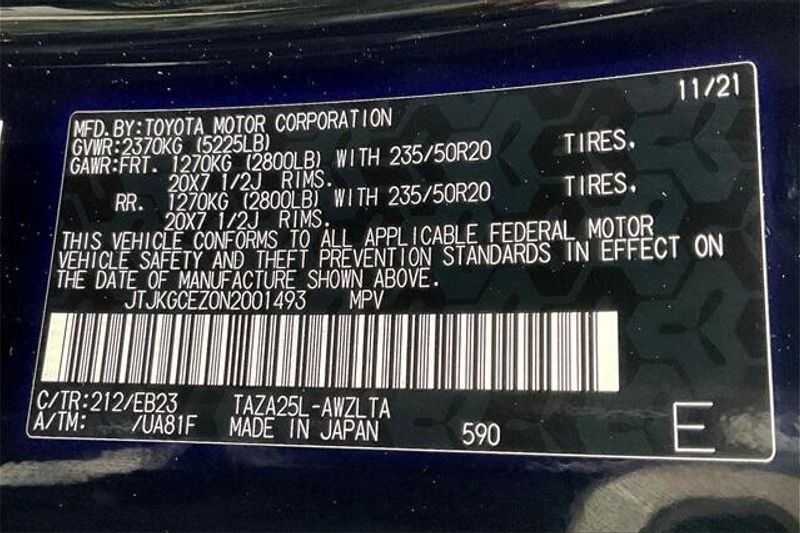 11/21
MFD.BY:TOYOTA MOTOR CORPORATION
GVWR:2370KG (5225LB)
GAWR:FRT. 1270KG (2800LB) WITH 235/50R20 TIRES.
20X7 1/2J RIMS.
RR. 1270KG (2800LB) WITH 235/50R20 TIRES,
20X7 1/2J RIMS.
THIS VEHICLE CONFORMS TO ALL APPLICABLE FEDERAL MOTOR
VEHICLE SAFETY AND THEFT PREVENTION STANDARDS IN EFFECT ON
THE DATE OF MANUFACTURE SHOWN ABOVE.
JTJKGCEZ0N2001493 MPV
C/TR:212/EB23 TAZA25L-AWZLTA
A/TM: /UA81F MADE IN JAPAN 590 E